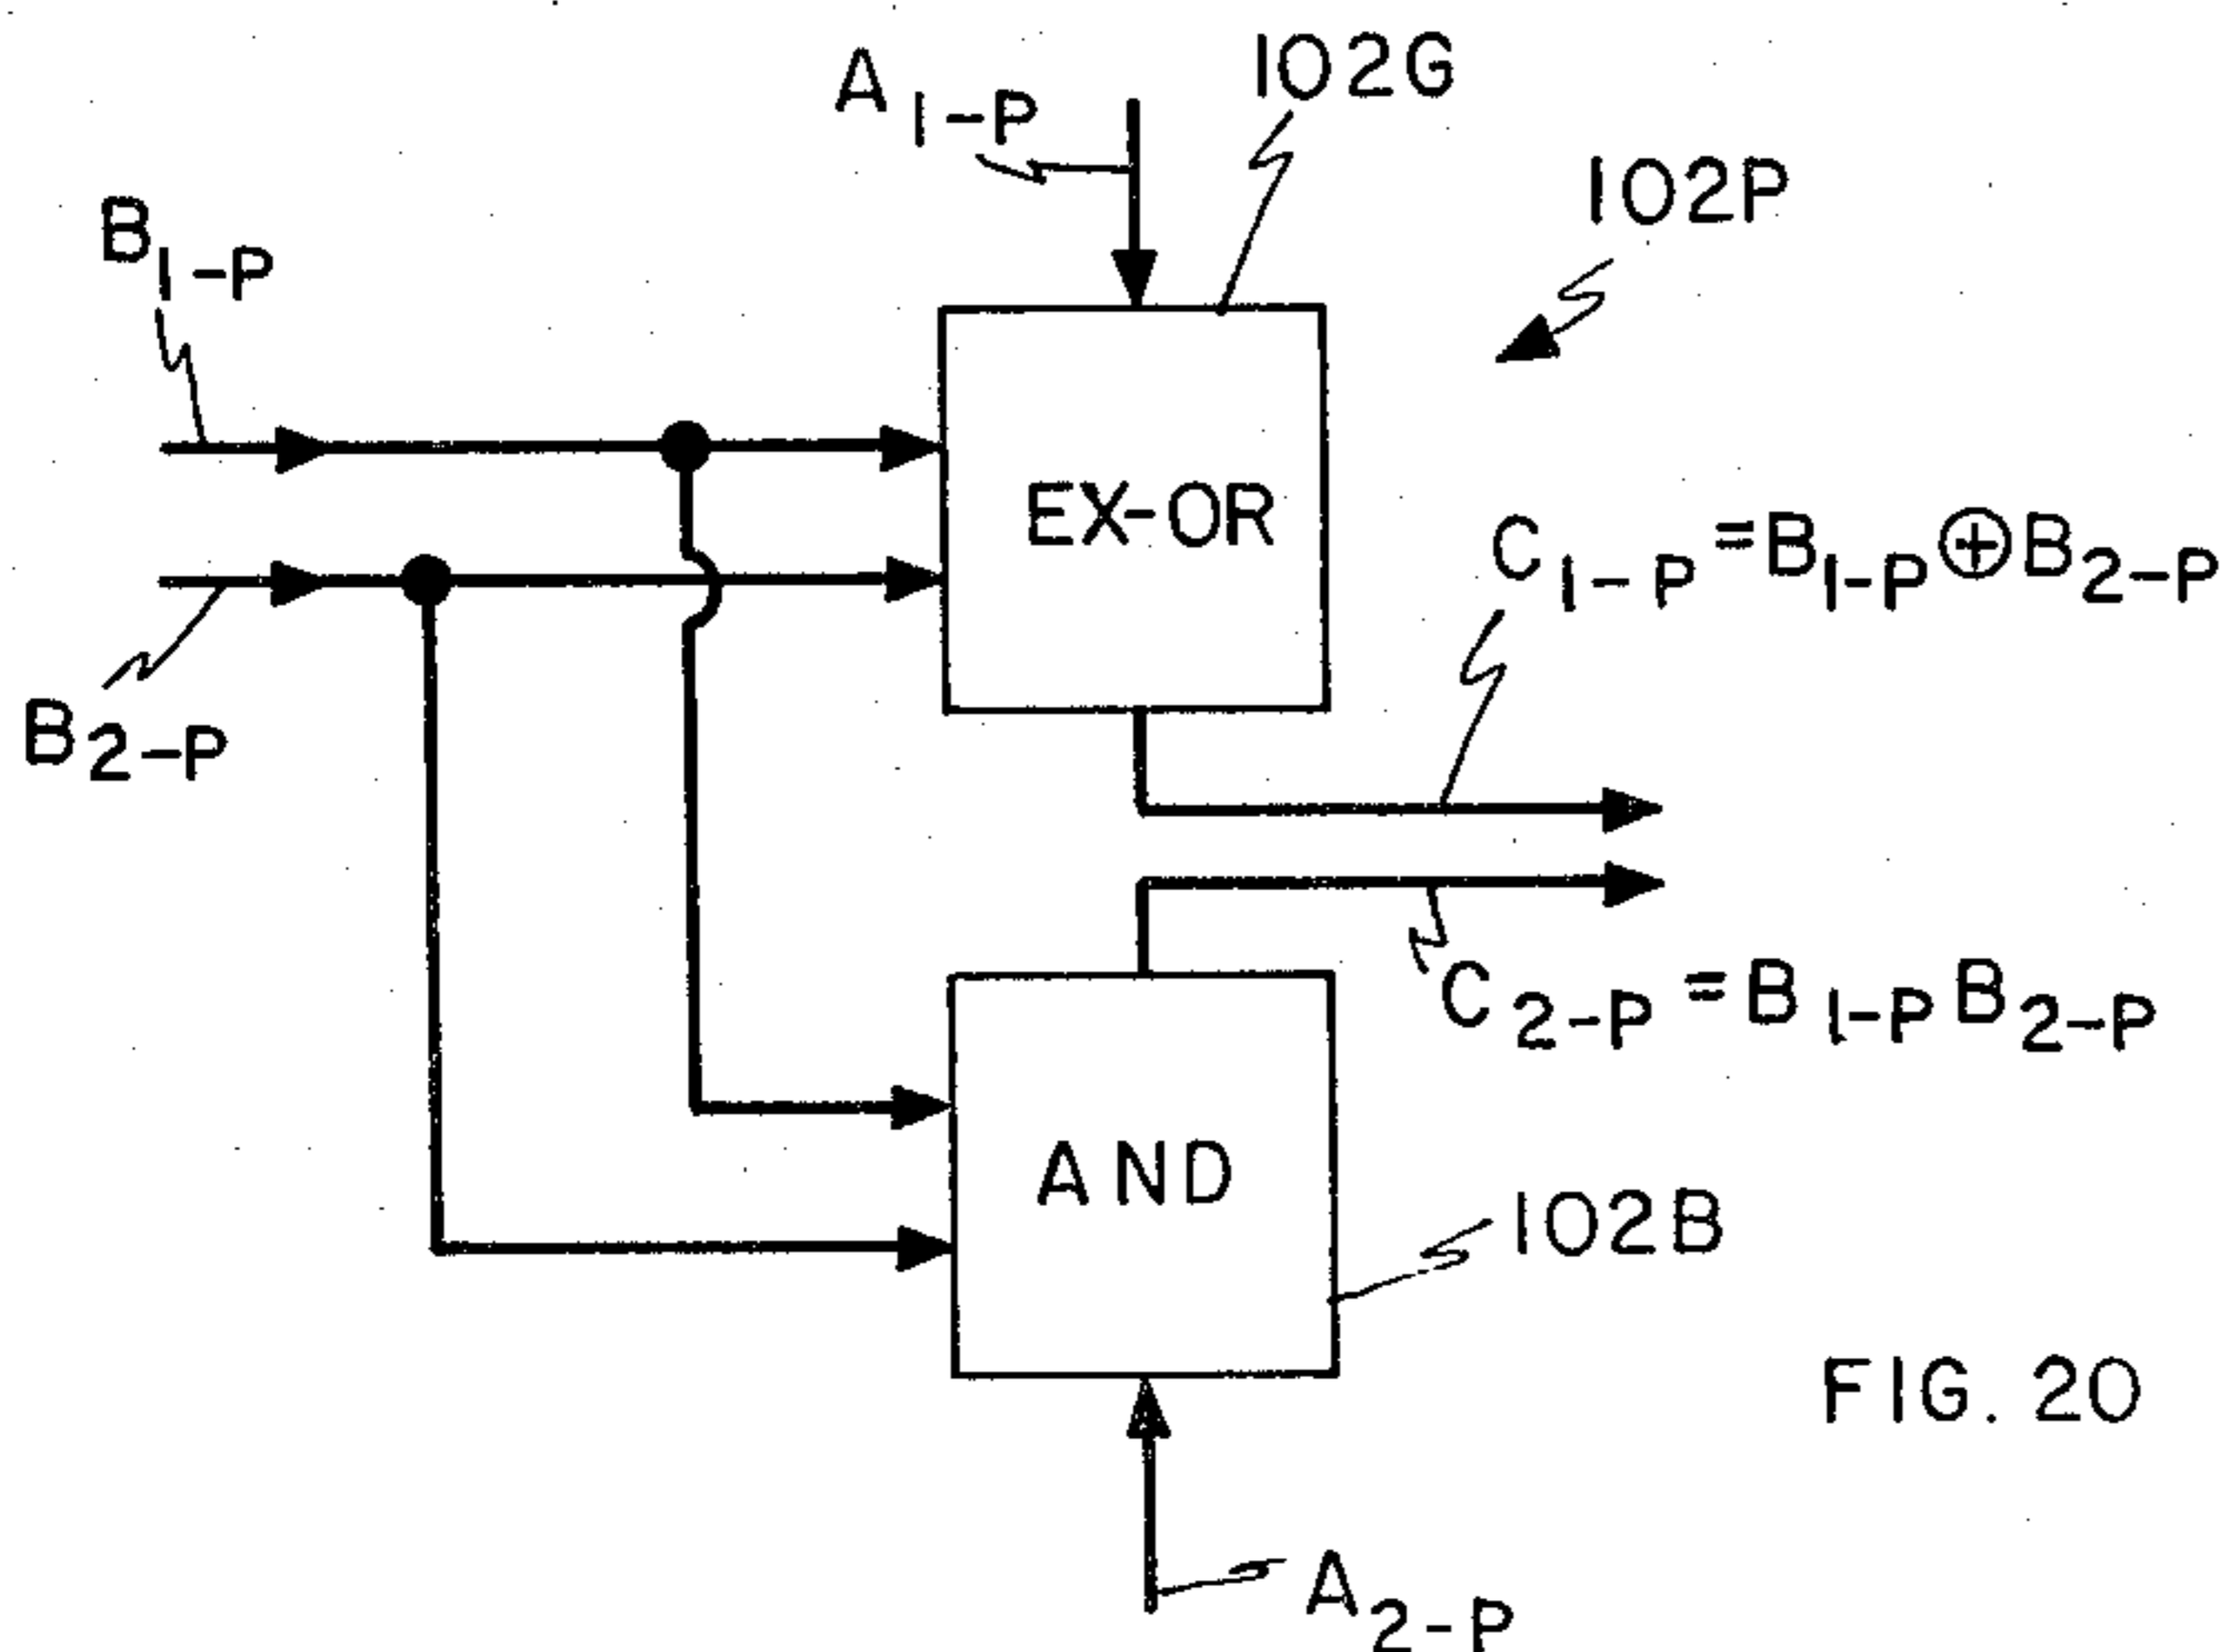 A1-P
102G
102P
B1-P
EX-OR
C1-P=B1-P⊕B2-P
B2-P
C2-P=B1-PB2-P
AND
102B
FIG. 20
A2-P